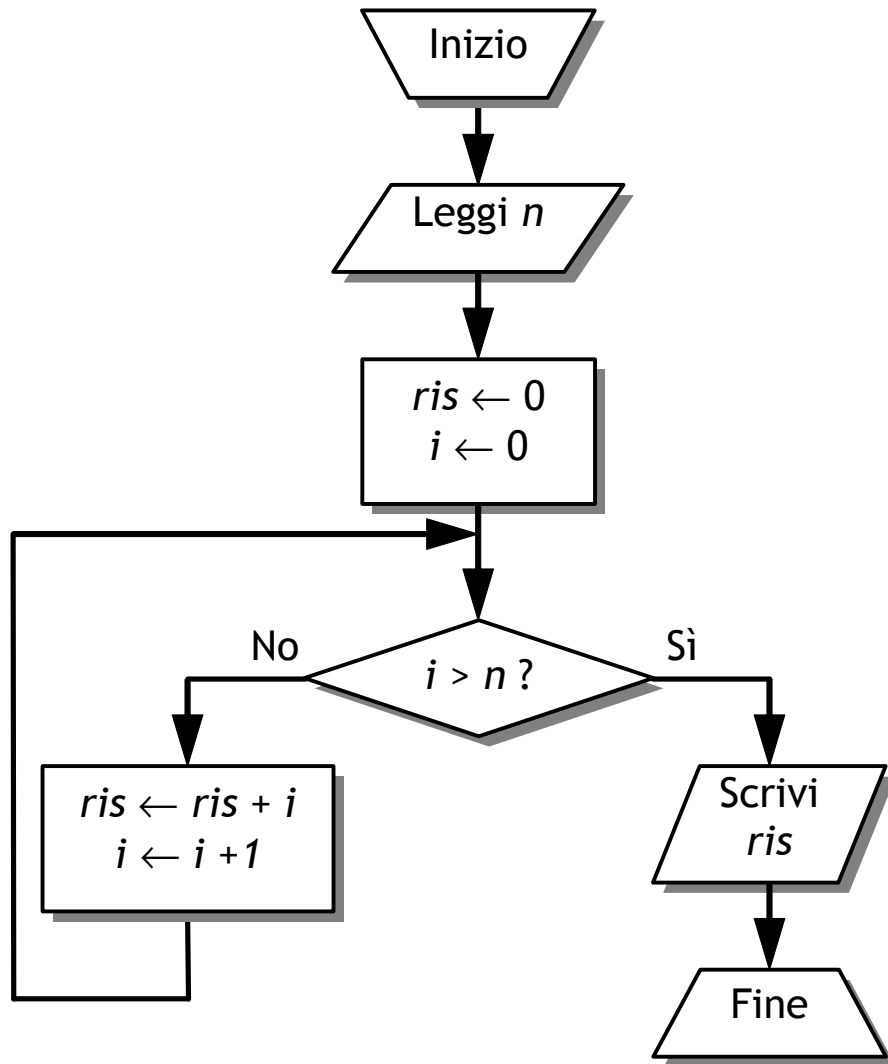 Inizio
Leggi n
ris ← 0
i ← 0
No
i > n ?
Sì
ris ← ris + i
i ← i +1
Scrivi
ris
Fine